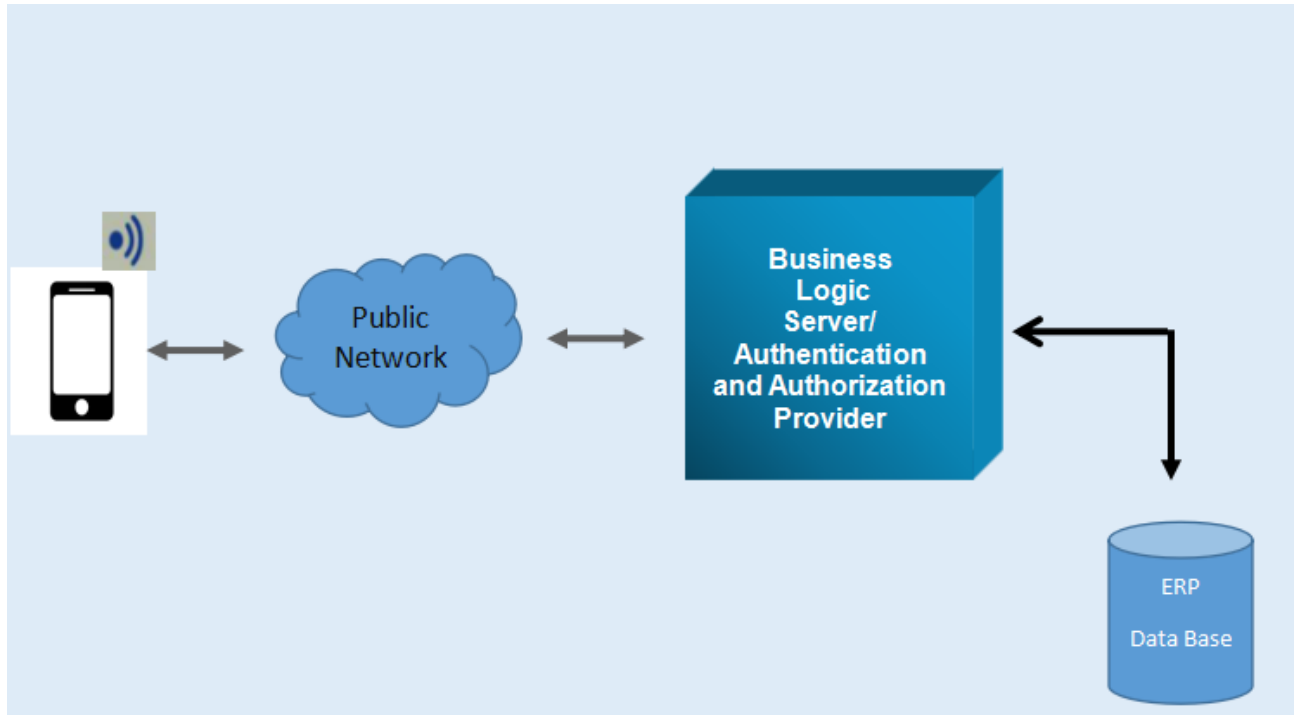 Public
Network
Business
Logic
Server/
Authentication
and Authorization
Provider
ERP
Data Base